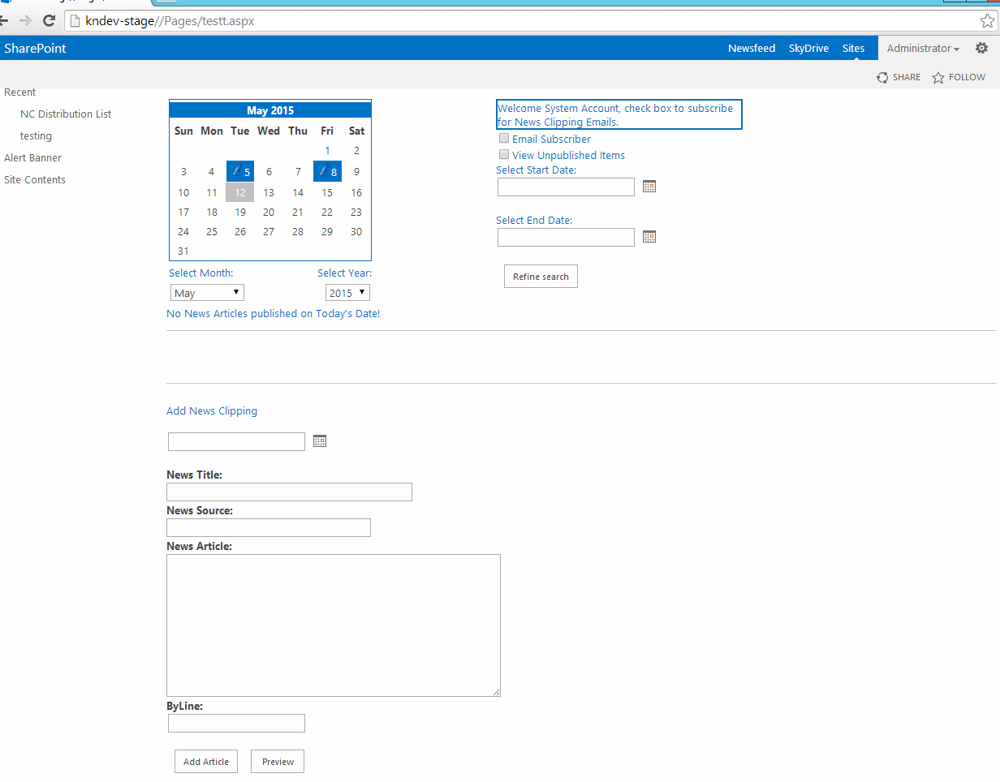 kndev-stage//Pages/testt.aspx
SharePoint
Newsfeed SkyDrive Sites Administrator
SHARE FOLLOW
Recent
NC Distribution List
testing
Alert Banner
Site Contents
May 2015
Sun Mon Tue Wed Thu Fri Sat
1 2
3 4 5 6 7 8 9
10 11 12 13 14 15 16
17 18 19 20 21 22 23
24 25 26 27 28 29 30
31
Select Month: Select Year:
May 2015
No News Articles published on Today's Date!
Welcome System Account, check box to subscribe
for News Clipping Emails.
Email Subscriber
View Unpublished Items
Select Start Date:
Select End Date:
Refine search
Add News Clipping
News Title:
News Source:
News Article:
ByLine:
Add Article Preview